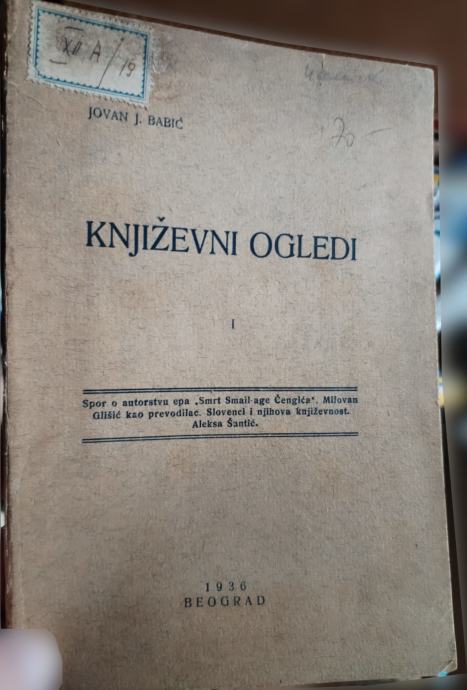 XII A/19
JOVAN J. BABIĆ
70 –
KNJIŽEVNI OGLEDI
I
Spor o autorstvu epa „Smrt Smail-age Čengića“. Milovan
Glišić kao prevodilac. Slovenci i njihova književnost.
Aleksa Šantić.
1936
BEOGRAD